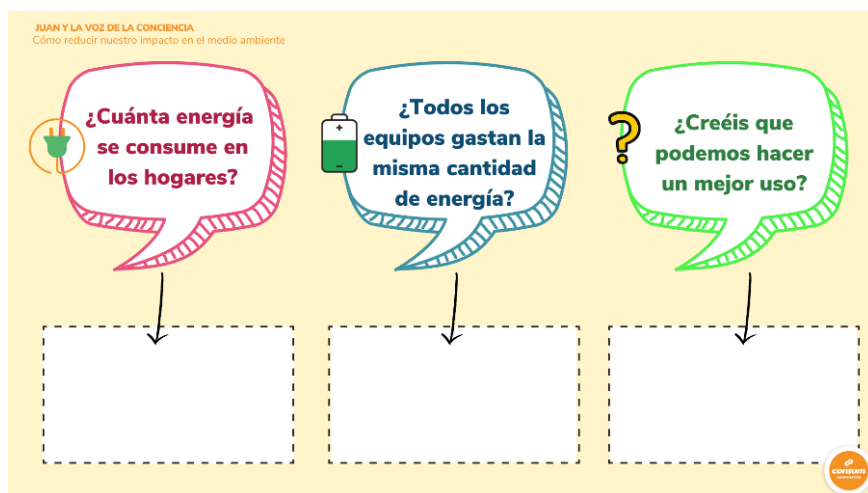 JUAN Y LA VOZ DE LA CONCIENCIA
Cómo reducir nuestro impacto en el medio ambiente
¿Cuánta energía
se consume en
los hogares?
¿Todos los
equipos gastan la
misma cantidad
de energía?
¿Creéis que
podemos hacer
un mejor uso?
consum